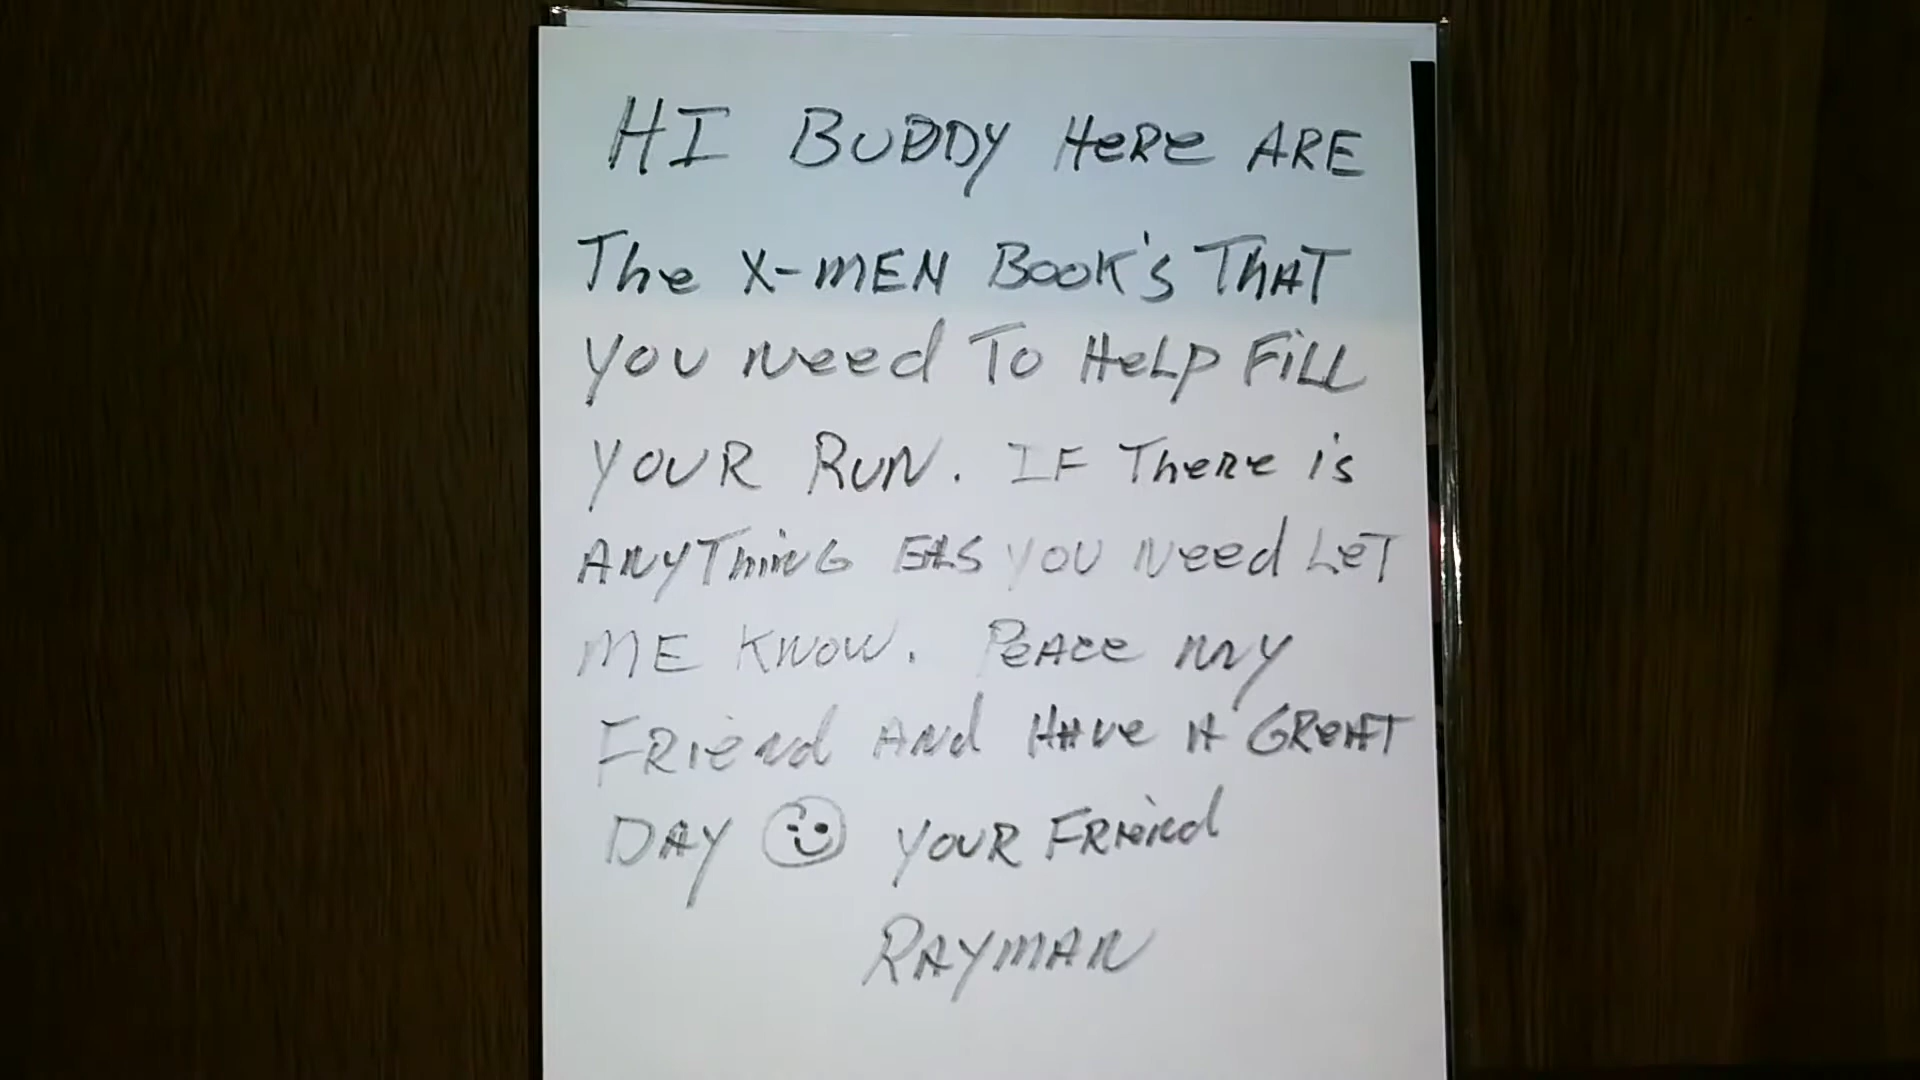 HI BUDDY HeRe ARE
The X-MEN BOOK'S THAT
YOU Need To HeLP FiLL
YOUR RUN. IF TheRe is
ANYThiNG ELS YOU Need LeT
ME KNOW. PeACe MY
FRiend ANd HAve A GReAT
DAY ☺ YOUR FRieNd
RAYMAN